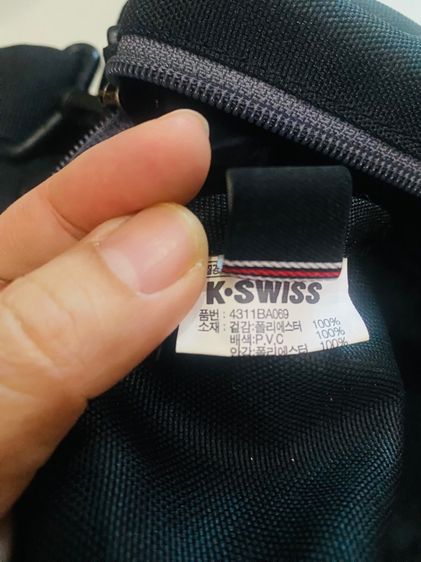 K·SWISS
품번 : 4311BA069
소재 : 겉감:폴리에스터 100%
배색:P.V.C 100%
안감:폴리에스터 100%